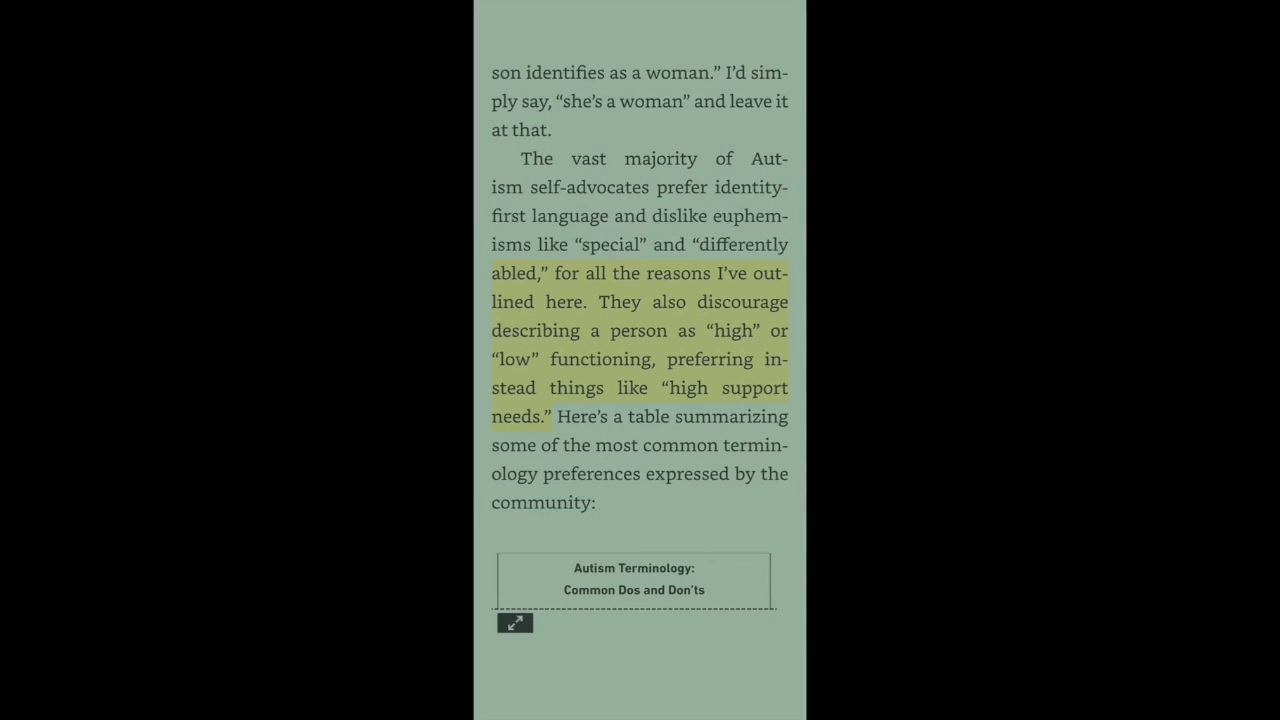 son identifies as a woman.” I’d sim-
ply say, “she’s a woman” and leave it
at that.
The vast majority of Aut-
ism self-advocates prefer identity-
first language and dislike euphem-
isms like “special” and “differently
abled,” for all the reasons I’ve out-
lined here. They also discourage
describing a person as “high” or
“low” functioning, preferring in-
stead things like “high support
needs.” Here’s a table summarizing
some of the most common termin-
ology preferences expressed by the
community:
Autism Terminology:
Common Dos and Don’ts